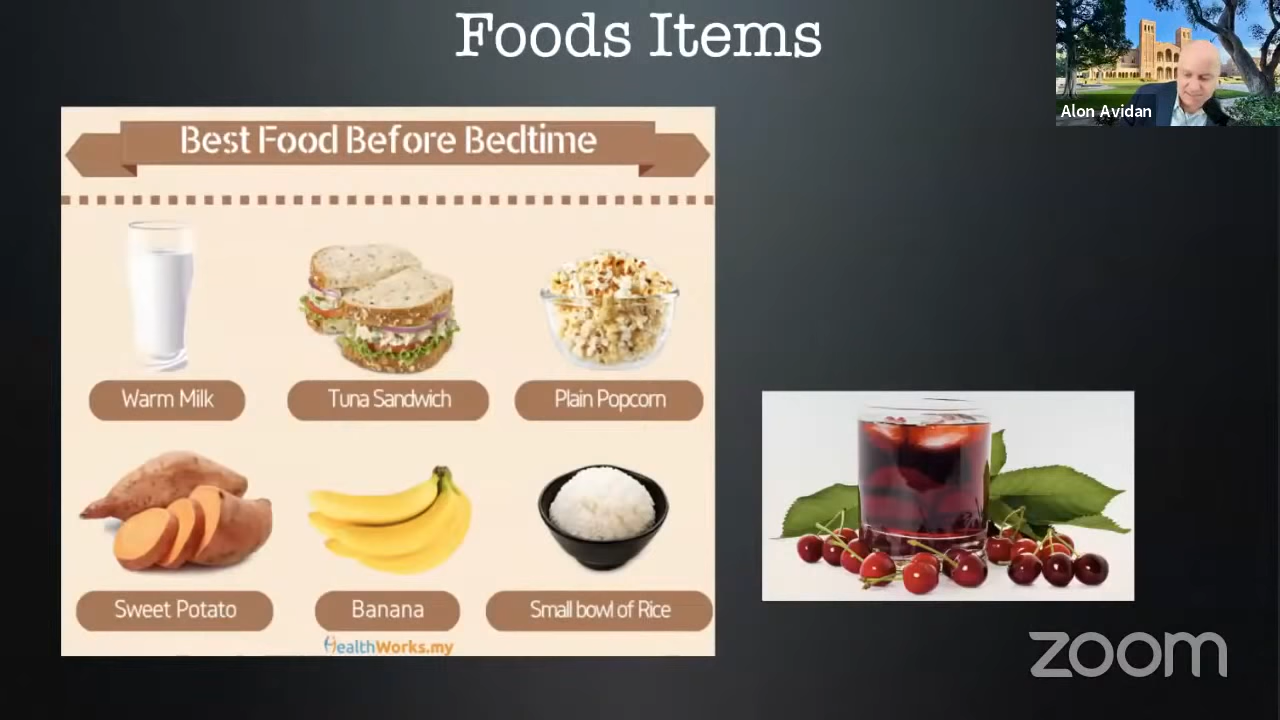 Foods Items
Alon Avidan
Best Food Before Bedtime
Warm Milk
Tuna Sandwich
Plain Popcorn
Sweet Potato
Banana
Small bowl of Rice
HealthWorks.my
zoom